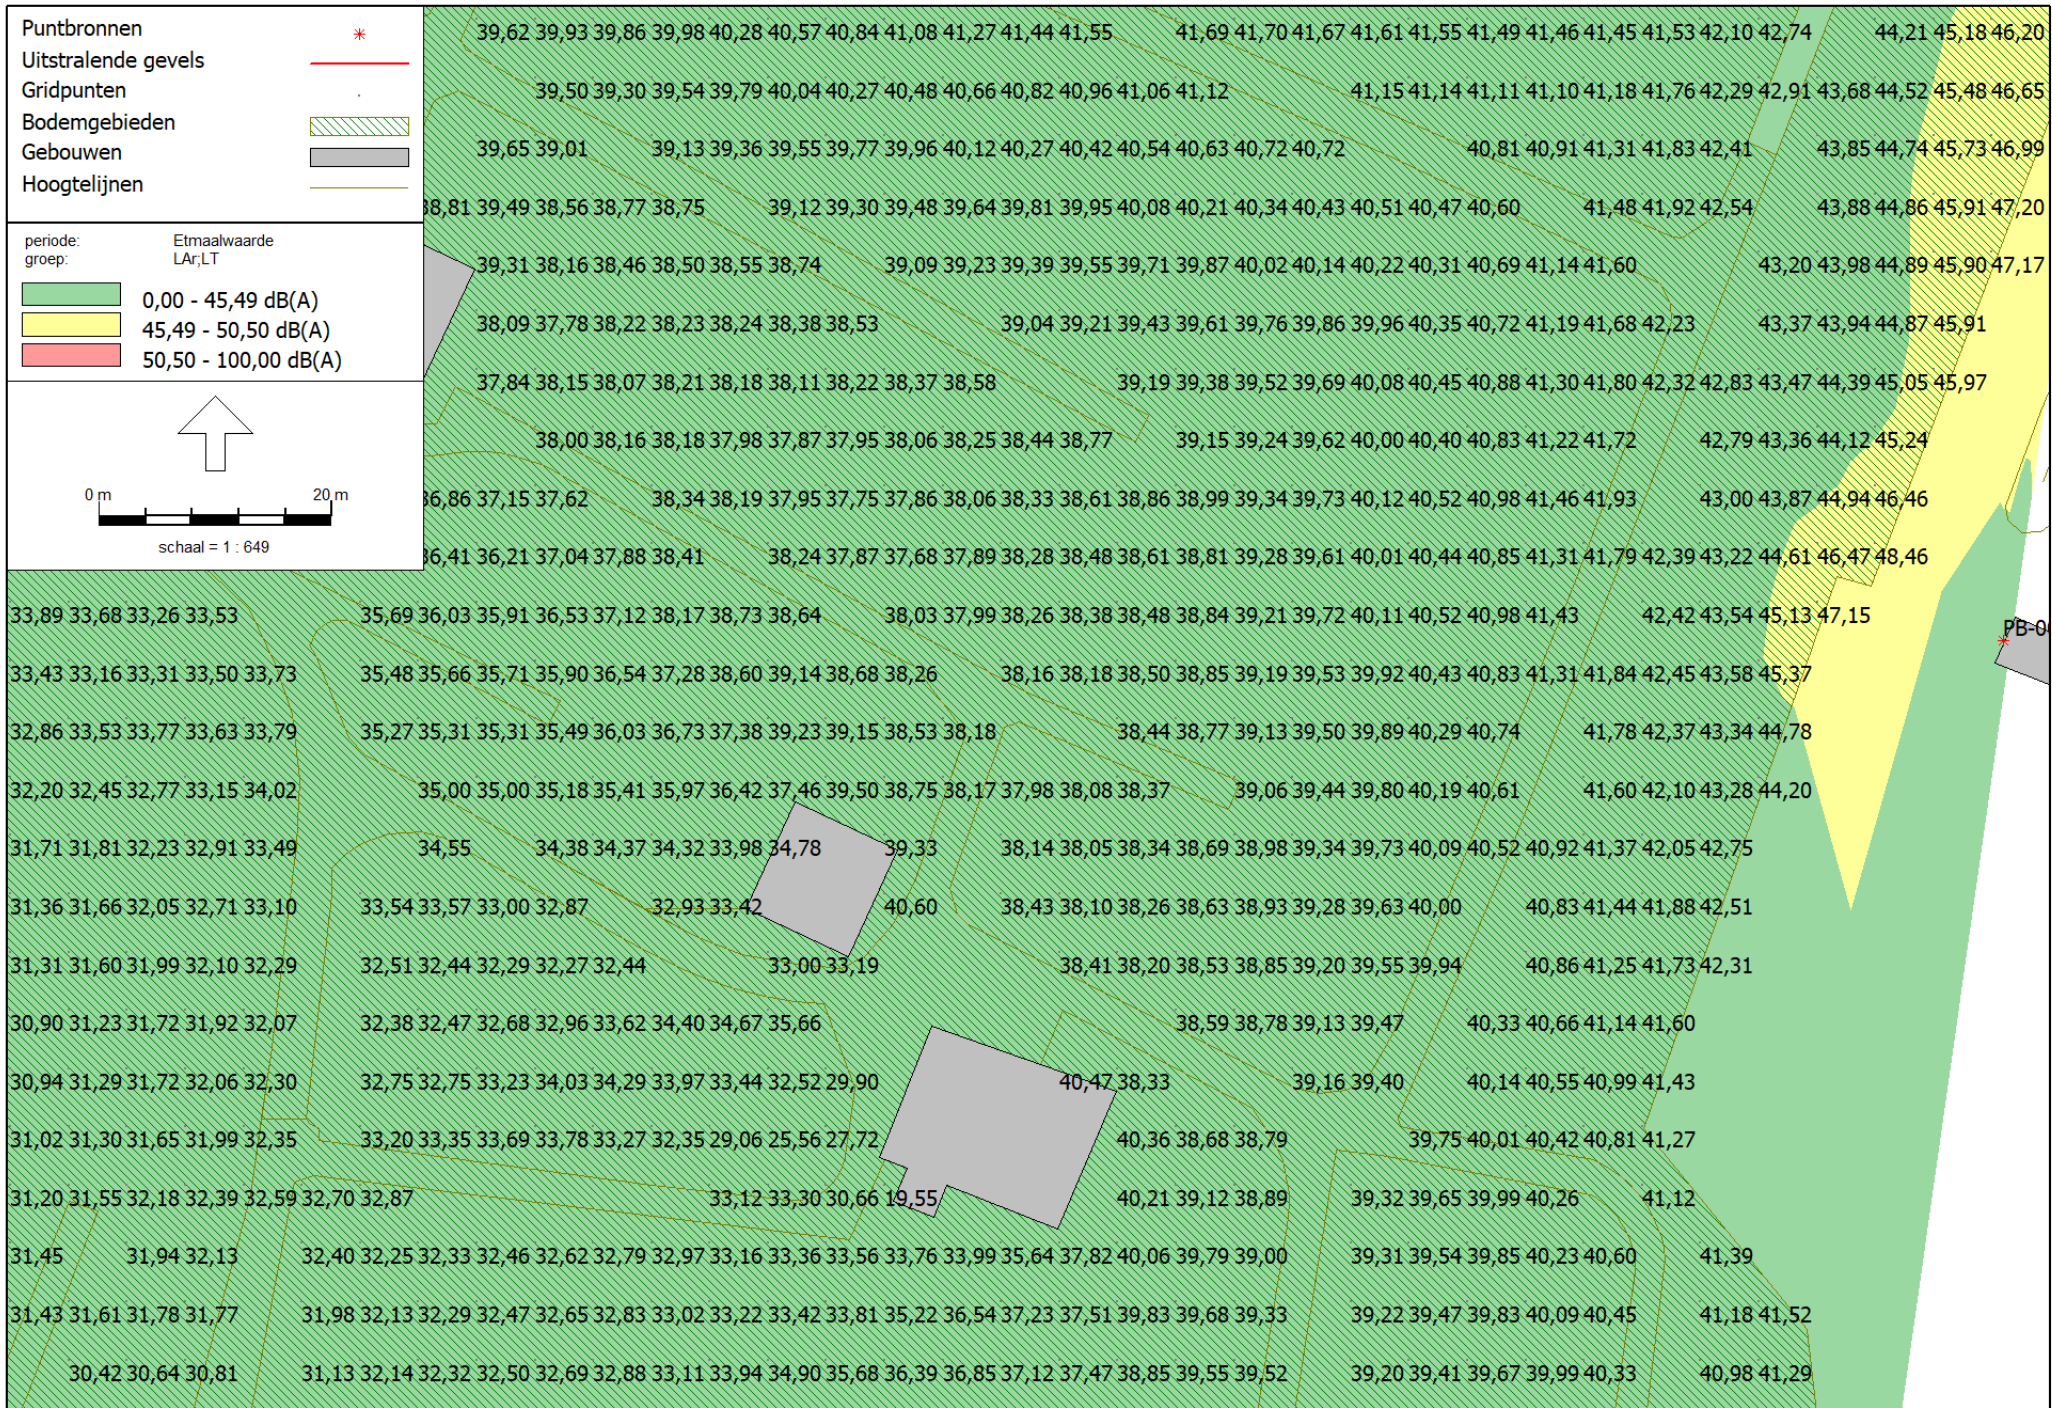 Puntbronnen
Uitstralende gevels
Gridpunten
Bodemgebieden
Gebouwen
Hoogtelijnen
periode: Etmaalwaarde
groep: LAr;LT
0,00 - 45,49 dB(A)
45,49 - 50,50 dB(A)
50,50 - 100,00 dB(A)
0 m 20 m
schaal = 1 : 649
39,62 39,93 39,86 39,98 40,28 40,57 40,84 41,08 41,27 41,44 41,55 41,69 41,70 41,67 41,61 41,55 41,49 41,46 41,45 41,53 42,10 42,74 44,21 45,18 46,20
39,50 39,30 39,54 39,79 40,04 40,27 40,48 40,66 40,82 40,96 41,06 41,12 41,15 41,14 41,11 41,10 41,18 41,76 42,29 42,91 43,68 44,52 45,48 46,65
39,65 39,01 39,13 39,36 39,55 39,77 39,96 40,12 40,27 40,42 40,54 40,63 40,72 40,72 40,81 40,91 41,31 41,83 42,41 43,85 44,74 45,73 46,99
38,81 39,49 38,56 38,77 38,75 39,12 39,30 39,48 39,64 39,81 39,95 40,08 40,21 40,34 40,43 40,51 40,47 40,60 41,48 41,92 42,54 43,88 44,86 45,91 47,20
39,31 38,16 38,46 38,50 38,55 38,74 39,09 39,23 39,39 39,55 39,71 39,87 40,02 40,14 40,22 40,31 40,69 41,14 41,60 43,20 43,98 44,89 45,90 47,17
38,09 37,78 38,22 38,23 38,24 38,38 38,53 39,04 39,21 39,43 39,61 39,76 39,86 39,96 40,35 40,72 41,19 41,68 42,23 43,37 43,94 44,87 45,91
37,84 38,15 38,07 38,21 38,18 38,11 38,22 38,37 38,58 39,19 39,38 39,52 39,69 40,08 40,45 40,88 41,30 41,80 42,32 42,83 43,47 44,39 45,05 45,97
38,00 38,16 38,18 37,98 37,87 37,95 38,06 38,25 38,44 38,77 39,15 39,24 39,62 40,00 40,40 40,83 41,22 41,72 42,79 43,36 44,12 45,24
36,86 37,15 37,62 38,34 38,19 37,95 37,75 37,86 38,06 38,33 38,61 38,86 38,99 39,34 39,73 40,12 40,52 40,98 41,46 41,93 43,00 43,87 44,94 46,46
36,41 36,21 37,04 37,88 38,41 38,24 37,87 37,68 37,89 38,28 38,48 38,61 38,81 39,28 39,61 40,01 40,44 40,85 41,31 41,79 42,39 43,22 44,61 46,47 48,46
33,89 33,68 33,26 33,53 35,69 36,03 35,91 36,53 37,12 38,17 38,73 38,64 38,03 37,99 38,26 38,38 38,48 38,84 39,21 39,72 40,11 40,52 40,98 41,43 42,42 43,54 45,13 47,15
33,43 33,16 33,31 33,50 33,73 35,48 35,66 35,71 35,90 36,54 37,28 38,60 39,14 38,68 38,26 38,16 38,18 38,50 38,85 39,19 39,53 39,92 40,43 40,83 41,31 41,84 42,45 43,58 45,37
32,86 33,53 33,77 33,63 33,79 35,27 35,31 35,31 35,49 36,03 36,73 37,38 39,23 39,15 38,53 38,18 38,44 38,77 39,13 39,50 39,89 40,29 40,74 41,78 42,37 43,34 44,78
32,20 32,45 32,77 33,15 34,02 35,00 35,00 35,18 35,41 35,97 36,42 37,46 39,50 38,75 38,17 37,98 38,08 38,37 39,06 39,44 39,80 40,19 40,61 41,60 42,10 43,28 44,20
31,71 31,81 32,23 32,91 33,49 34,55 34,38 34,37 34,32 33,98 34,78 39,33 38,14 38,05 38,34 38,69 38,98 39,34 39,73 40,09 40,52 40,92 41,37 42,05 42,75
31,36 31,66 32,05 32,71 33,10 33,54 33,57 33,00 32,87 32,93 33,42 40,60 38,43 38,10 38,26 38,63 38,93 39,28 39,63 40,00 40,83 41,44 41,88 42,51
31,31 31,60 31,99 32,10 32,29 32,51 32,44 32,29 32,27 32,44 33,00 33,19 38,41 38,20 38,53 38,85 39,20 39,55 39,94 40,86 41,25 41,73 42,31
30,90 31,23 31,72 31,92 32,07 32,38 32,47 32,68 32,96 33,62 34,40 34,67 35,66 38,59 38,78 39,13 39,47 40,33 40,66 41,14 41,60
30,94 31,29 31,72 32,06 32,30 32,75 32,75 33,23 34,03 34,29 33,97 33,44 32,52 29,90 40,47 38,33 39,16 39,40 40,14 40,55 40,99 41,43
31,02 31,30 31,65 31,99 32,35 33,20 33,35 33,69 33,78 33,27 32,35 29,06 25,56 27,72 40,36 38,68 38,79 39,75 40,01 40,42 40,81 41,27
31,20 31,55 32,18 32,39 32,59 32,70 32,87 33,12 33,30 30,66 19,55 40,21 39,12 38,89 39,32 39,65 39,99 40,26 41,12
31,45 31,94 32,13 32,40 32,25 32,33 32,46 32,62 32,79 32,97 33,16 33,36 33,56 33,76 33,99 35,64 37,82 40,06 39,79 39,00 39,31 39,54 39,85 40,23 40,60 41,39
31,43 31,61 31,78 31,77 31,98 32,13 32,29 32,47 32,65 32,83 33,02 33,22 33,42 33,81 35,22 36,54 37,23 37,51 39,83 39,68 39,33 39,22 39,47 39,83 40,09 40,45 41,18 41,52
30,42 30,64 30,81 31,13 32,14 32,32 32,50 32,69 32,88 33,11 33,94 34,90 35,68 36,39 36,85 37,12 37,47 38,85 39,55 39,52 39,20 39,41 39,67 39,99 40,33 40,98 41,29